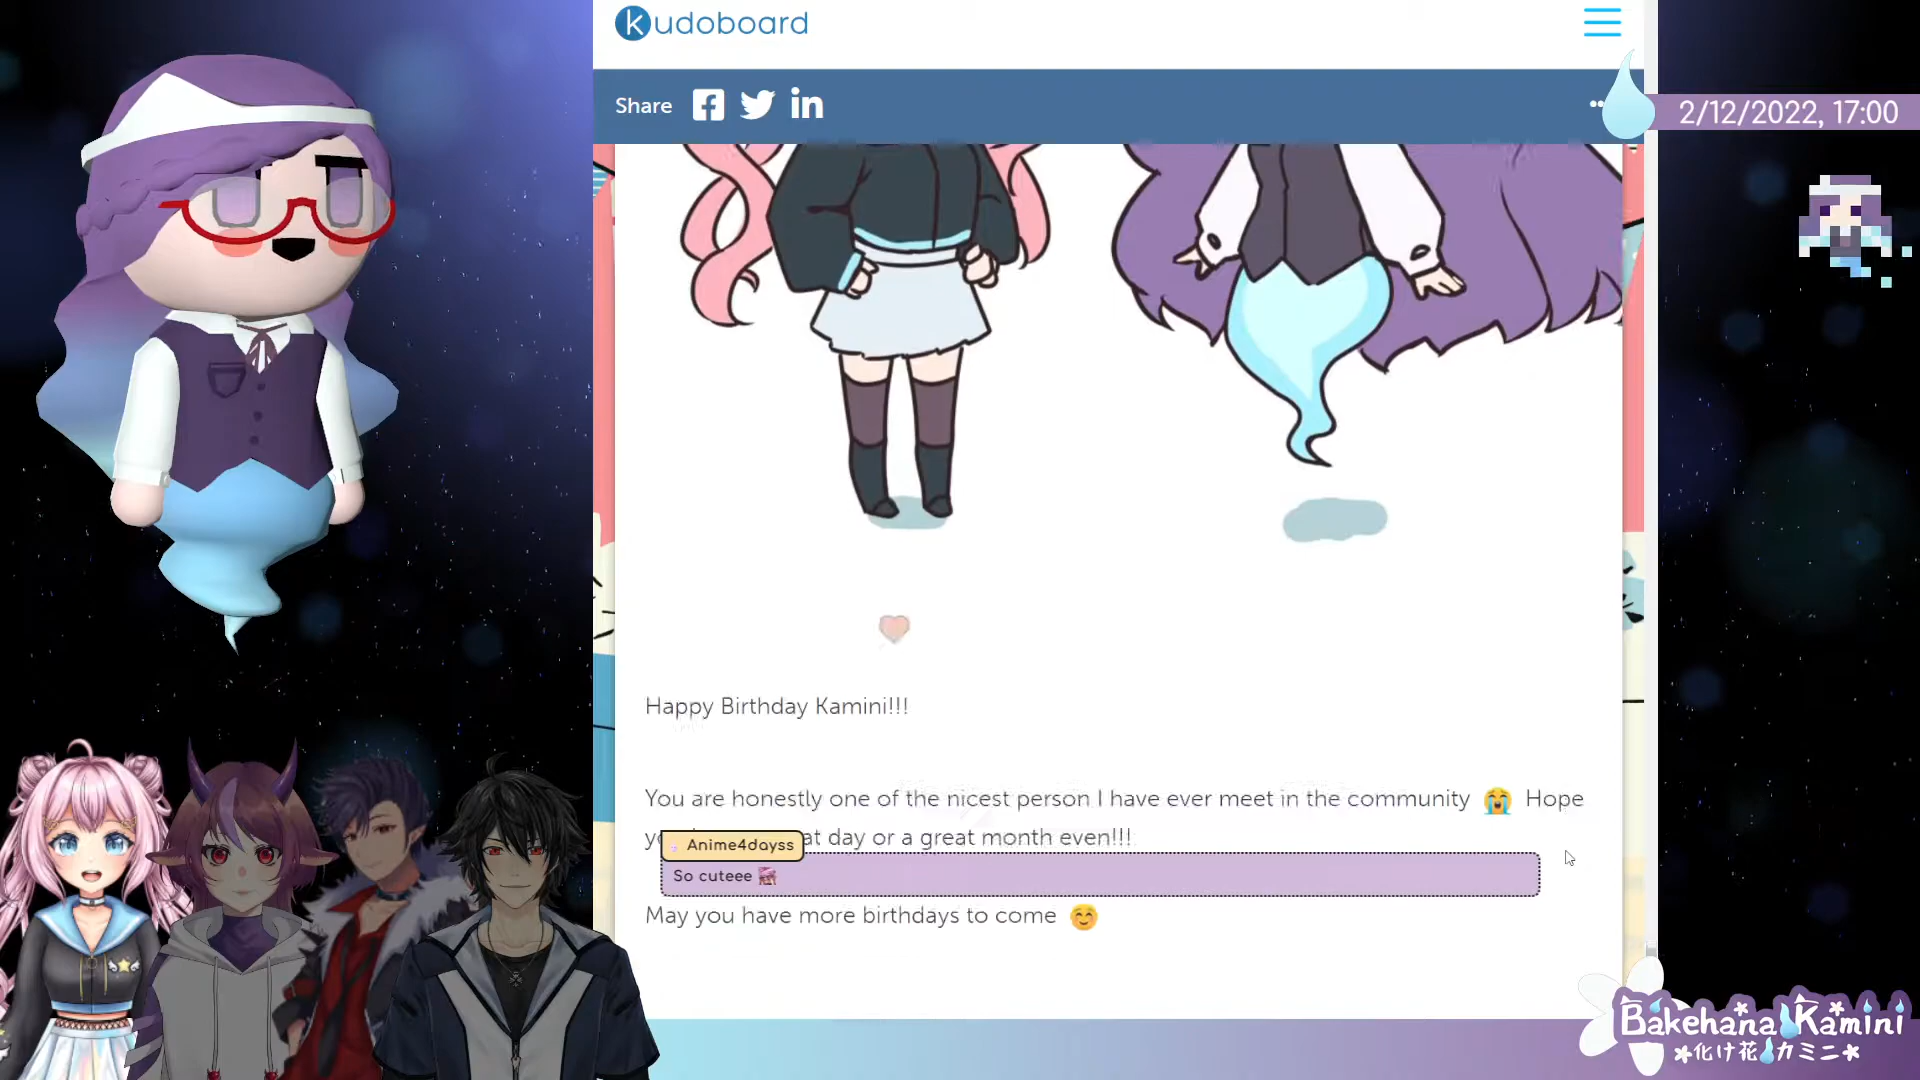 kudoboard
Share
2/12/2022, 17:00
Happy Birthday Kamini!!!
You are honestly one of the nicest person I have ever meet in the community 😭 Hope
at day or a great month even!!!
Anime4dayss
So cuteee
May you have more birthdays to come ☺️
Bakehana Kamini
化け花カミニ